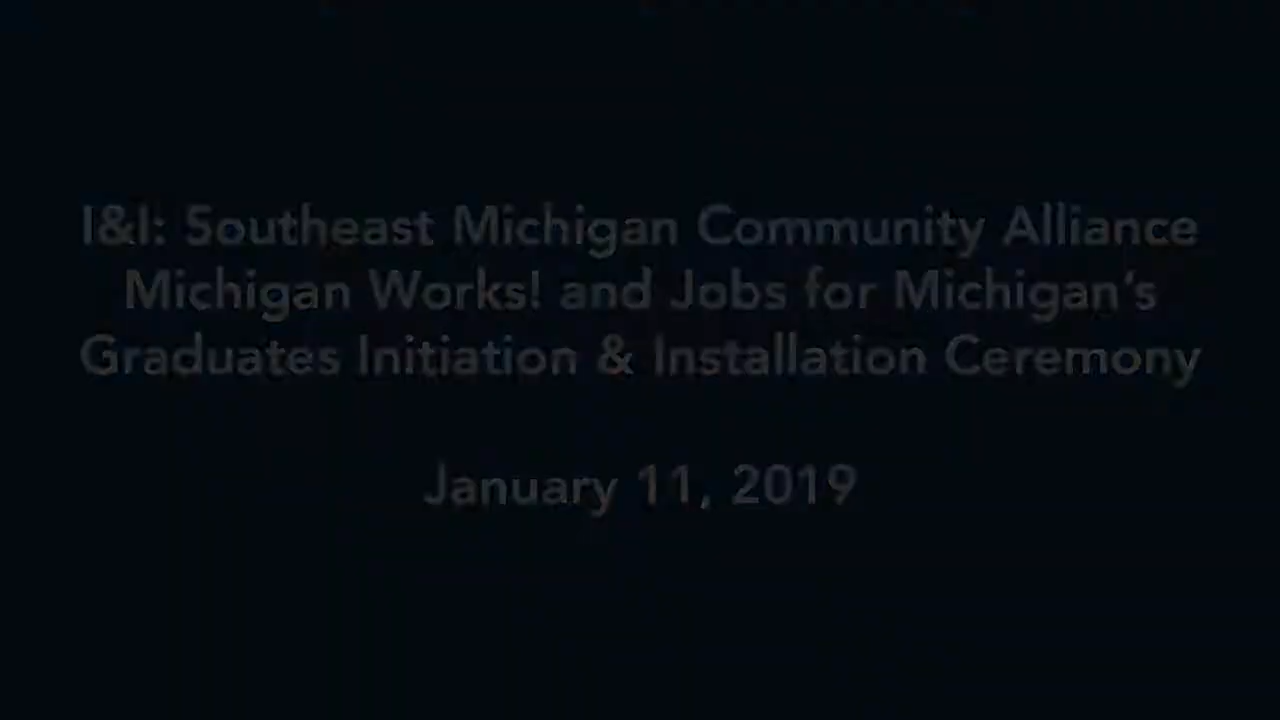 I&I: Southeast Michigan Community Alliance
Michigan Works! and Jobs for Michigan's
Graduates Initiation & Installation Ceremony
January 11, 2019